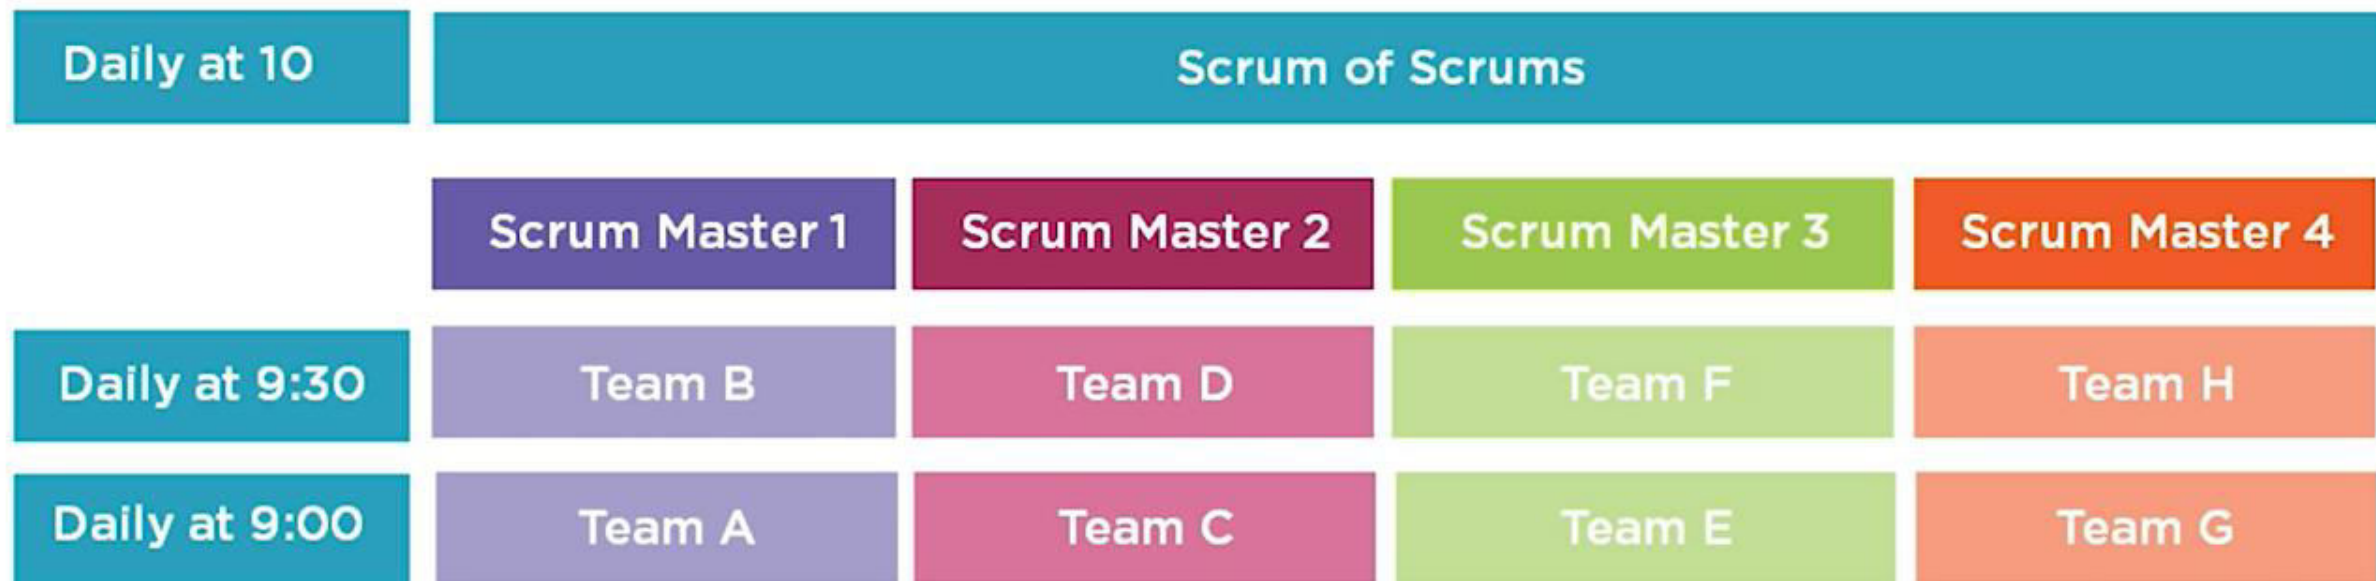 Daily at 10
Scrum of Scrums
Scrum Master 1
Scrum Master 2
Scrum Master 3
Scrum Master 4
Daily at 9:30
Team B
Team D
Team F
Team H
Daily at 9:00
Team A
Team C
Team E
Team G